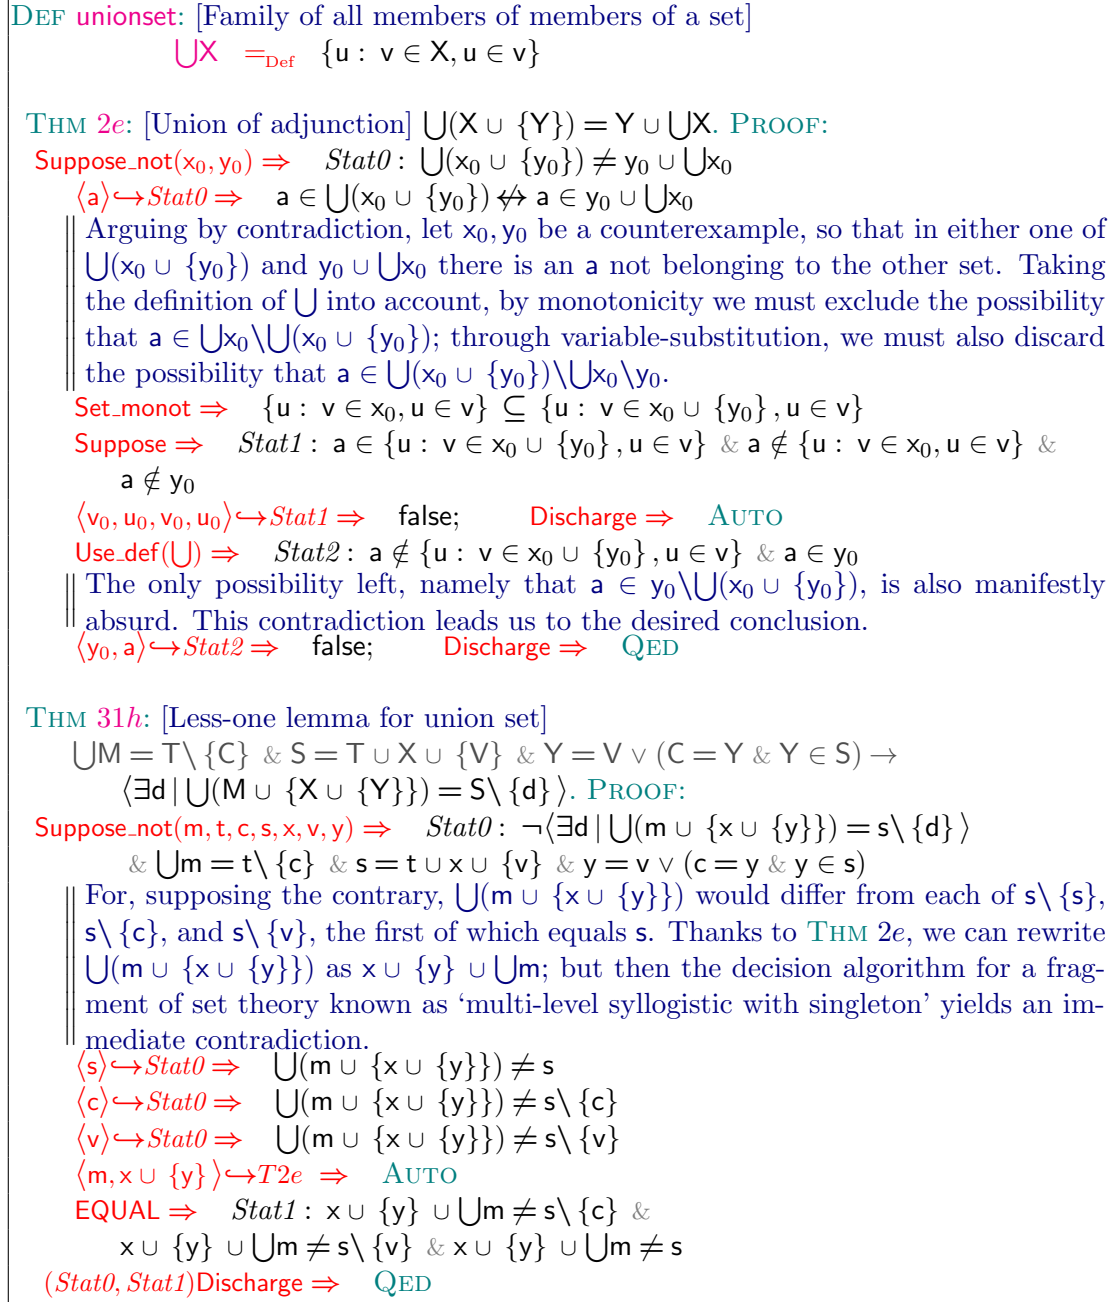 DEF unionset: [Family of all members of members of a set]
⋃X =Def {u : v ∈ X, u ∈ v}
THM 2e: [Union of adjunction] ⋃(X ∪ {Y}) = Y ∪ ⋃X. PROOF:
Suppose_not(x₀, y₀) ⇒ Stat0 : ⋃(x₀ ∪ {y₀}) ≠ y₀ ∪ ⋃x₀
⟨a⟩↪Stat0 ⇒ a ∈ ⋃(x₀ ∪ {y₀}) ↮ a ∈ y₀ ∪ ⋃x₀
Arguing by contradiction, let x₀, y₀ be a counterexample, so that in either one of
⋃(x₀ ∪ {y₀}) and y₀ ∪ ⋃x₀ there is an a not belonging to the other set. Taking
the definition of ⋃ into account, by monotonicity we must exclude the possibility
that a ∈ ⋃x₀\⋃(x₀ ∪ {y₀}); through variable-substitution, we must also discard
the possibility that a ∈ ⋃(x₀ ∪ {y₀})\⋃x₀\y₀.
Set_monot ⇒ {u : v ∈ x₀, u ∈ v} ⊆ {u : v ∈ x₀ ∪ {y₀} , u ∈ v}
Suppose ⇒ Stat1 : a ∈ {u : v ∈ x₀ ∪ {y₀} , u ∈ v} & a ∉ {u : v ∈ x₀, u ∈ v} &
a ∉ y₀
⟨v₀, u₀, v₀, u₀⟩↪Stat1 ⇒ false; Discharge ⇒ AUTO
Use_def(⋃) ⇒ Stat2 : a ∉ {u : v ∈ x₀ ∪ {y₀} , u ∈ v} & a ∈ y₀
The only possibility left, namely that a ∈ y₀\⋃(x₀ ∪ {y₀}), is also manifestly
absurd. This contradiction leads us to the desired conclusion.
⟨y₀, a⟩↪Stat2 ⇒ false; Discharge ⇒ QED
THM 31h: [Less-one lemma for union set]
⋃M = T\ {C} & S = T ∪ X ∪ {V} & Y = V ∨ (C = Y & Y ∈ S) →
⟨∃d | ⋃(M ∪ {X ∪ {Y}}) = S\ {d} ⟩. PROOF:
Suppose_not(m, t, c, s, x, v, y) ⇒ Stat0 : ¬⟨∃d | ⋃(m ∪ {x ∪ {y}}) = s\ {d} ⟩
& ⋃m = t\ {c} & s = t ∪ x ∪ {v} & y = v ∨ (c = y & y ∈ s)
For, supposing the contrary, ⋃(m ∪ {x ∪ {y}}) would differ from each of s\ {s},
s\ {c}, and s\ {v}, the first of which equals s. Thanks to THM 2e, we can rewrite
⋃(m ∪ {x ∪ {y}}) as x ∪ {y} ∪ ⋃m; but then the decision algorithm for a frag-
ment of set theory known as ‘multi-level syllogistic with singleton’ yields an im-
mediate contradiction.
⟨s⟩↪Stat0 ⇒ ⋃(m ∪ {x ∪ {y}}) ≠ s
⟨c⟩↪Stat0 ⇒ ⋃(m ∪ {x ∪ {y}}) ≠ s\ {c}
⟨v⟩↪Stat0 ⇒ ⋃(m ∪ {x ∪ {y}}) ≠ s\ {v}
⟨m, x ∪ {y} ⟩↪T2e ⇒ AUTO
EQUAL ⇒ Stat1 : x ∪ {y} ∪ ⋃m ≠ s\ {c} &
x ∪ {y} ∪ ⋃m ≠ s\ {v} & x ∪ {y} ∪ ⋃m ≠ s
(Stat0, Stat1)Discharge ⇒ QED